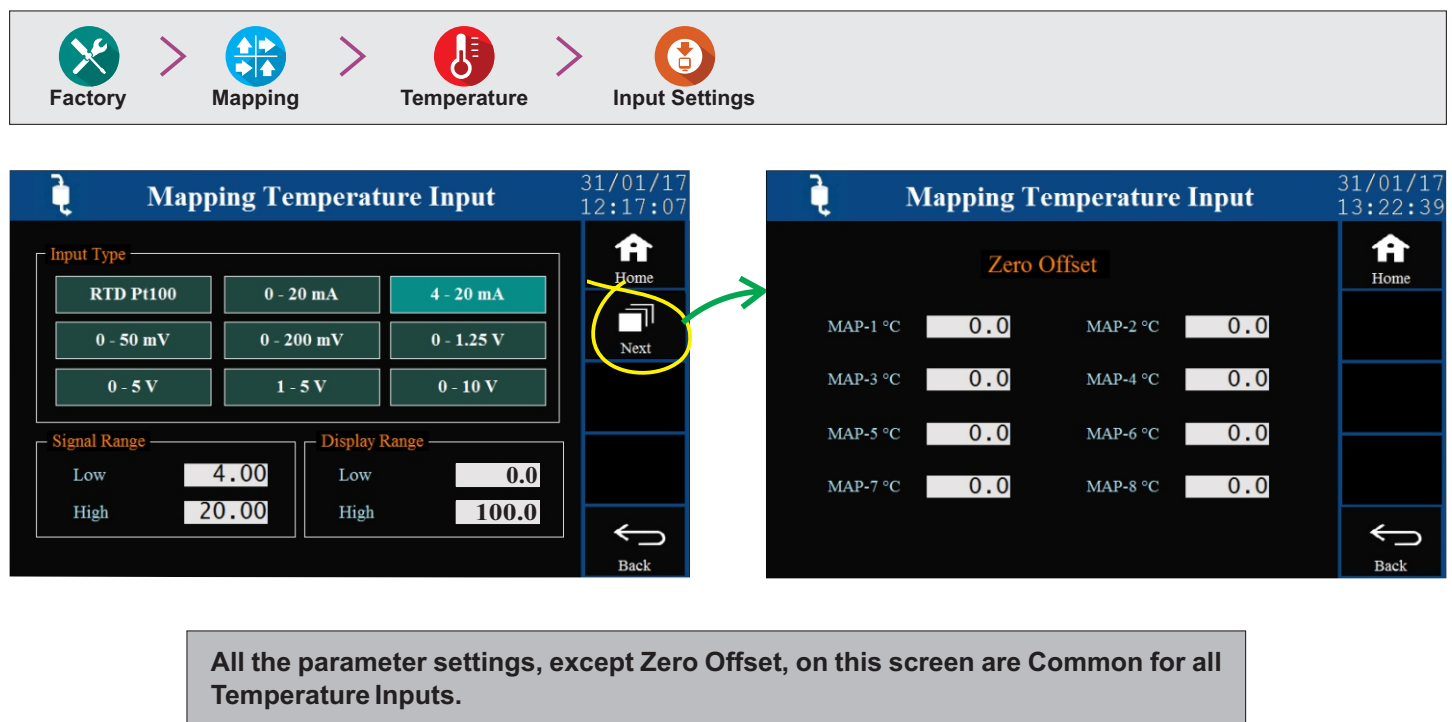 Factory
Mapping
Temperature
Input Settings
Mapping Temperature Input
31/01/17
12:17:07
Input Type
RTD Pt100
0 - 20 mA
4 - 20 mA
0 - 50 mV
0 - 200 mV
0 - 1.25 V
0 - 5 V
1 - 5 V
0 - 10 V
Signal Range
Low 4.00
High 20.00
Display Range
Low 0.0
High 100.0
Home
Next
Back
Mapping Temperature Input
31/01/17
13:22:39
Zero Offset
MAP-1 °C 0.0 MAP-2 °C 0.0
MAP-3 °C 0.0 MAP-4 °C 0.0
MAP-5 °C 0.0 MAP-6 °C 0.0
MAP-7 °C 0.0 MAP-8 °C 0.0
Home
Back
All the parameter settings, except Zero Offset, on this screen are Common for all
Temperature Inputs.